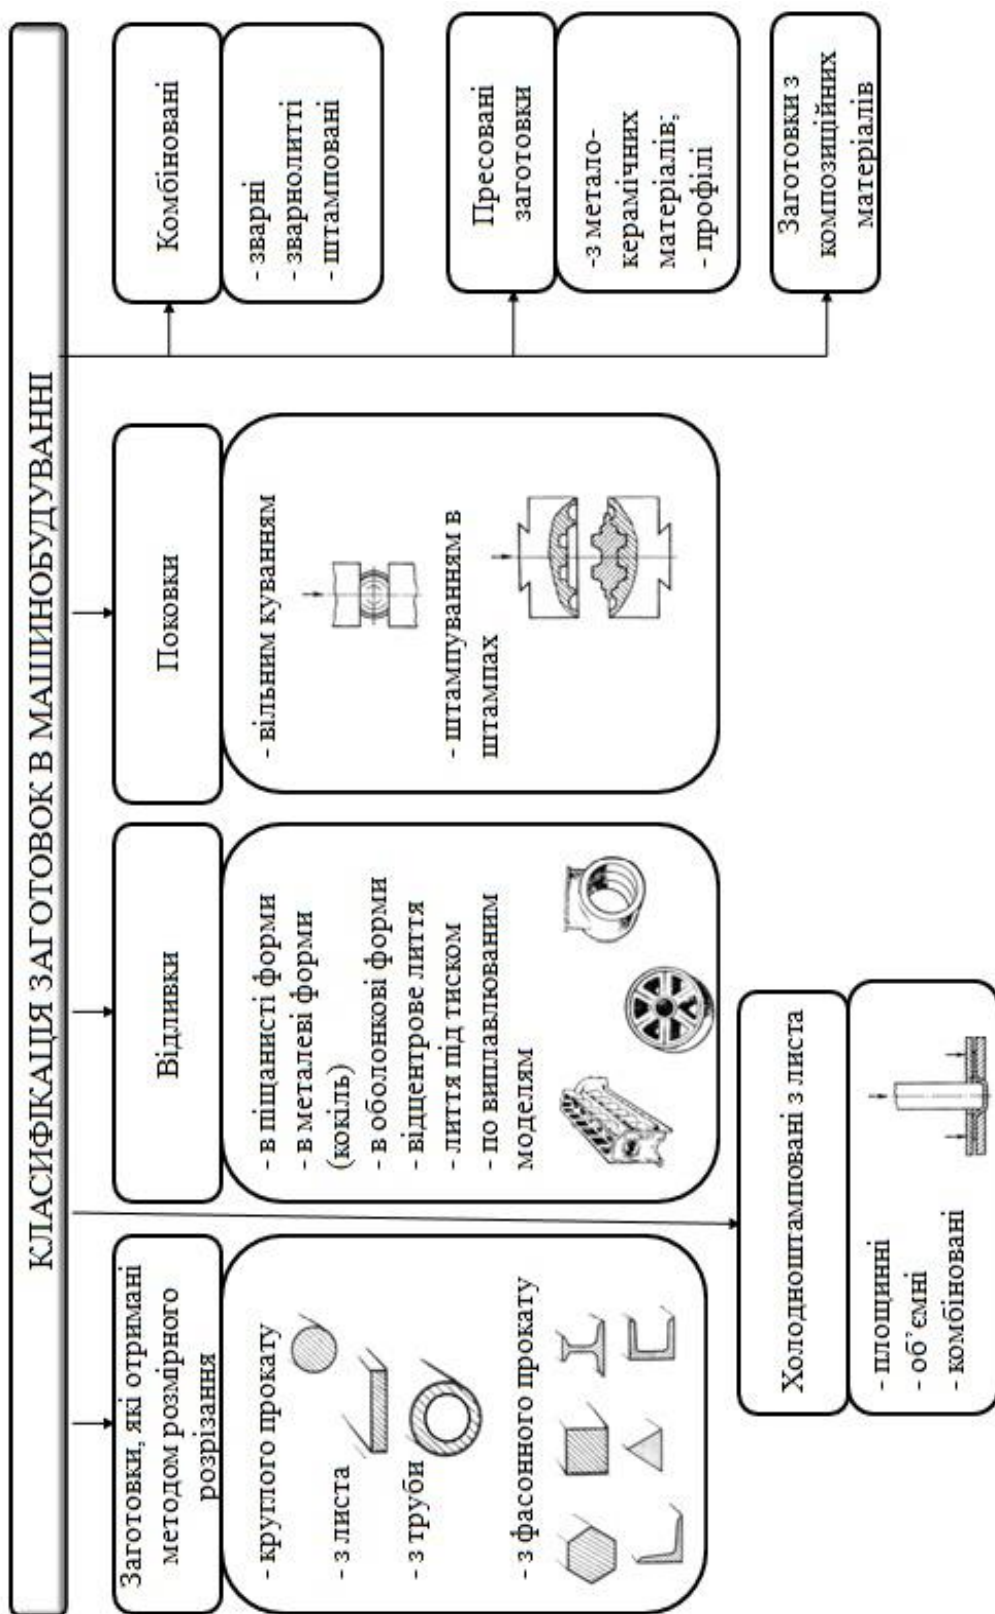 КЛАСИФІКАЦІЯ ЗАГОТОВОК В МАШИНОБУДУВАННІ
Заготовки, які отримані
методом розмірного
розрізання
- круглого прокату
- з листа
- з труби
- з фасонного прокату
Відливки
- в піщанисті форми
- в металеві форми
(кокіль)
- в оболонкові форми
- відцентрове лиття
- лиття під тиском
- по виплавлюваним
моделям
Поковки
- вільним куванням
- штампуванням в
штампах
Комбіновані
- зварні
- зварнолитті
- штамповані
Пресовані
заготовки
-з метало-
керамічних
матеріалів;
- профілі
Заготовки з
композиційних
матеріалів
Холодноштамповані з листа
- площинні
- об’ємні
- комбіновані